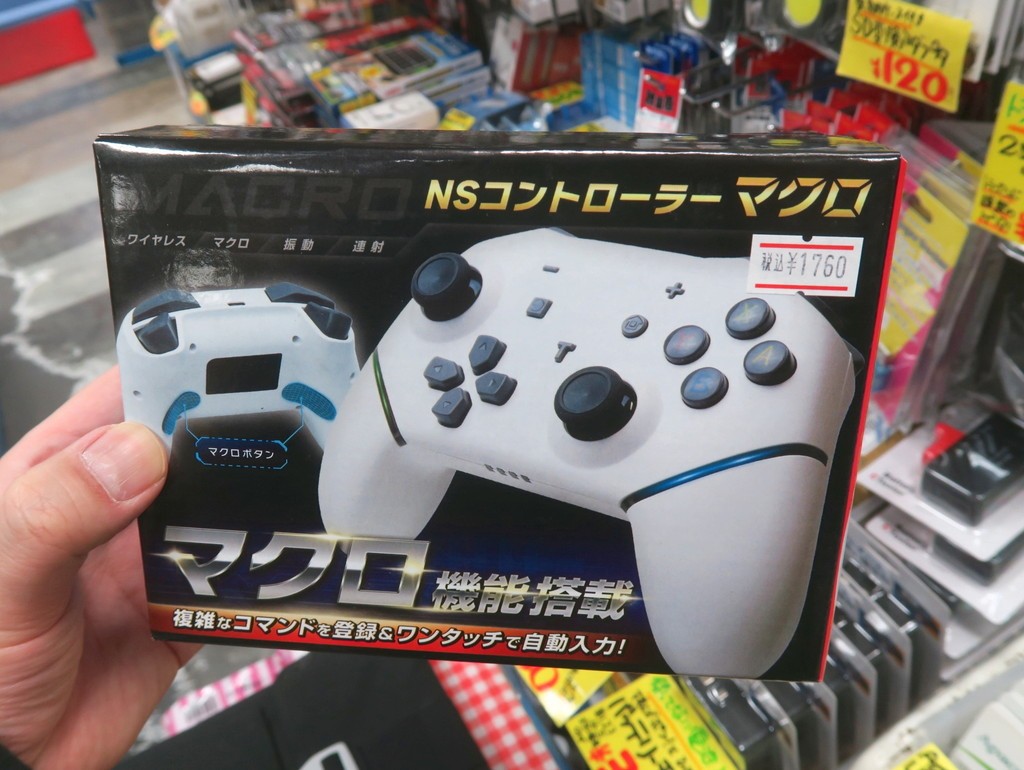 ¥120
MACRO
NSコントローラー マクロ
ワイヤレス マクロ 振動 連射
税込¥1760
マクロボタン
マクロ機能搭載
複雑なコマンドを登録&ワンタッチで自動入力!